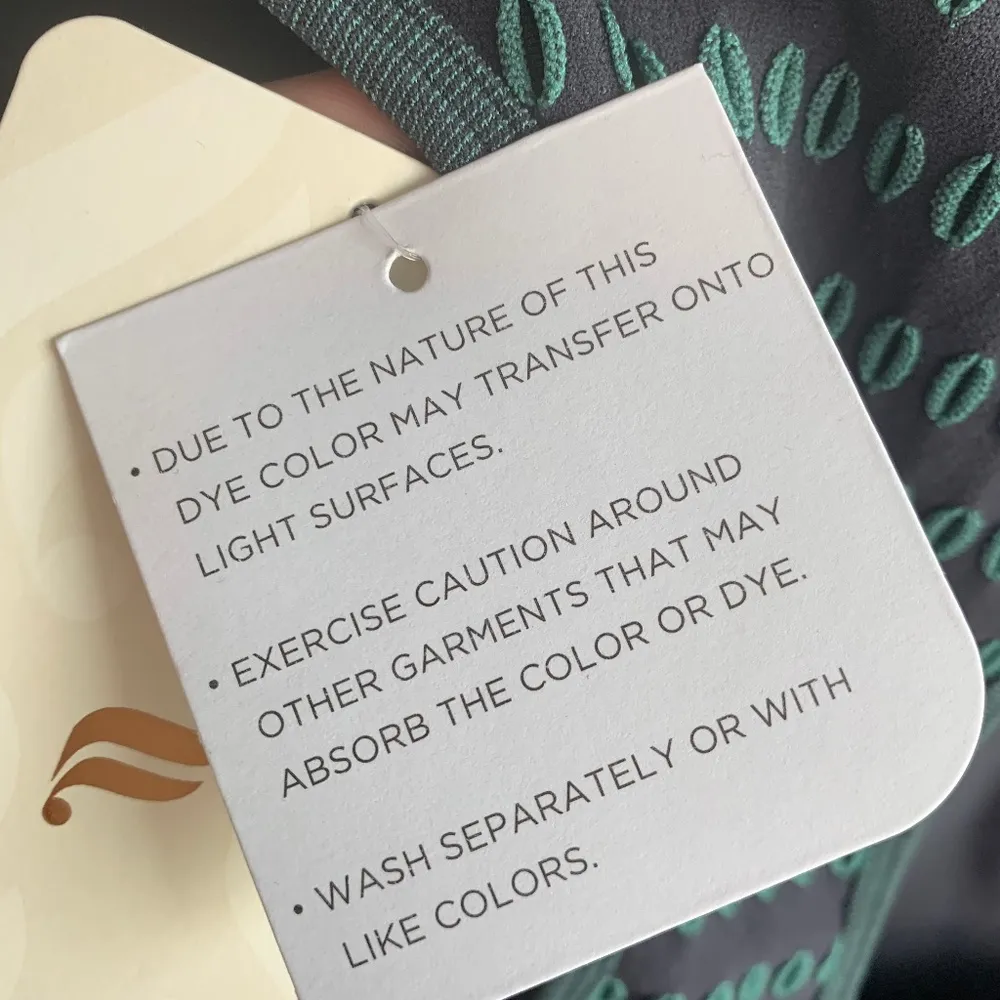 • DUE TO THE NATURE OF THIS
DYE COLOR MAY TRANSFER ONTO
LIGHT SURFACES.
• EXERCISE CAUTION AROUND
OTHER GARMENTS THAT MAY
ABSORB THE COLOR OR DYE.
• WASH SEPARATELY OR WITH
LIKE COLORS.